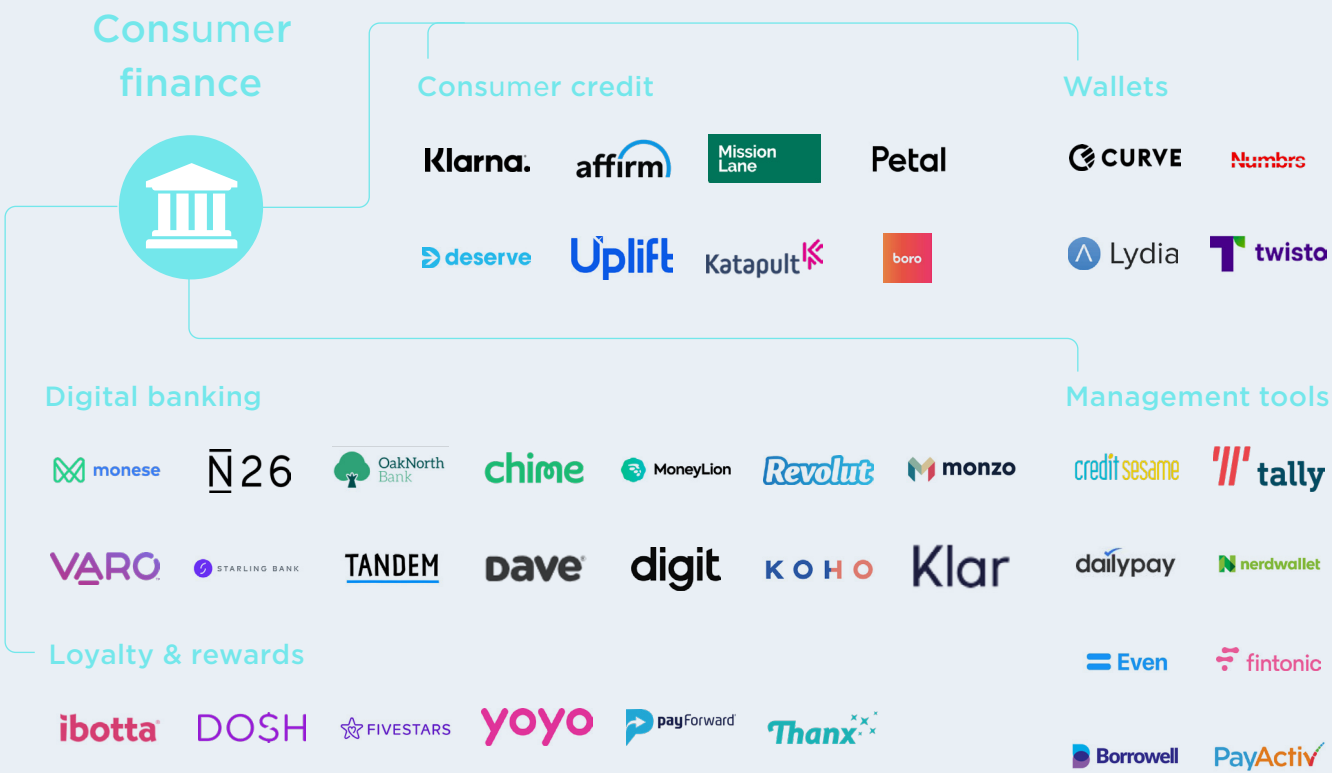 Consumer
finance
Consumer credit
Klarna.
affirm
Mission
Lane
Petal
deserve
Uplift
Katapult
boro
Wallets
CURVE
Numbrs
Lydia
twisto
Digital banking
monese
N26
OakNorth
Bank
chime
MoneyLion
Revolut
monzo
VARO
STARLING BANK
TANDEM
Dave
digit
KOHO
Klar
Management tools
credit sesame
tally
dailypay
nerdwallet
Even
fintonic
Borrowell
PayActiv
Loyalty & rewards
ibotta
DO$H
FIVESTARS
yoyo
payForward
Thanx